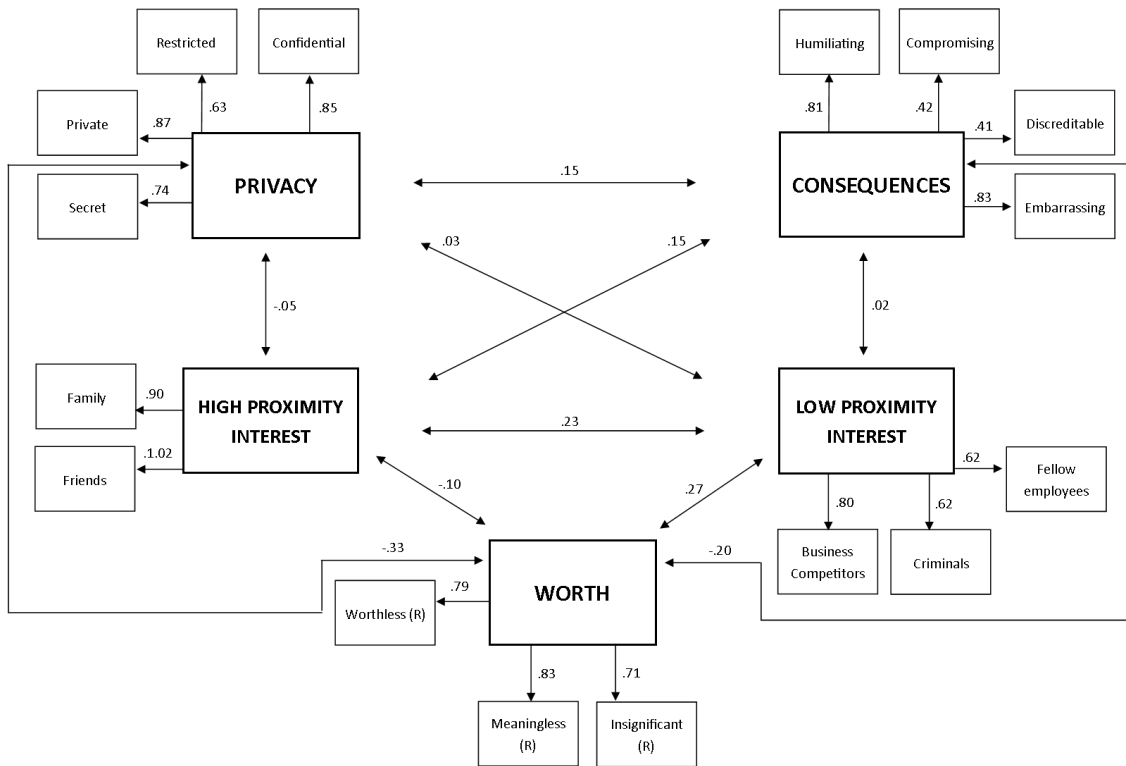 Restricted
Confidential
Humiliating
Compromising
.63
.85
.81
.42
Private
.87
.41
Discreditable
PRIVACY
.15
CONSEQUENCES
Secret
.74
.83
Embarrassing
.03
.15
-.05
.02
Family
.90
HIGH PROXIMITY
INTEREST
.23
LOW PROXIMITY
INTEREST
Friends
.1.02
.62
Fellow
employees
-.10
.27
.80
.62
Business
Competitors
Criminals
-.33
-.20
Worthless (R)
.79
WORTH
.83
.71
Meaningless
(R)
Insignificant
(R)